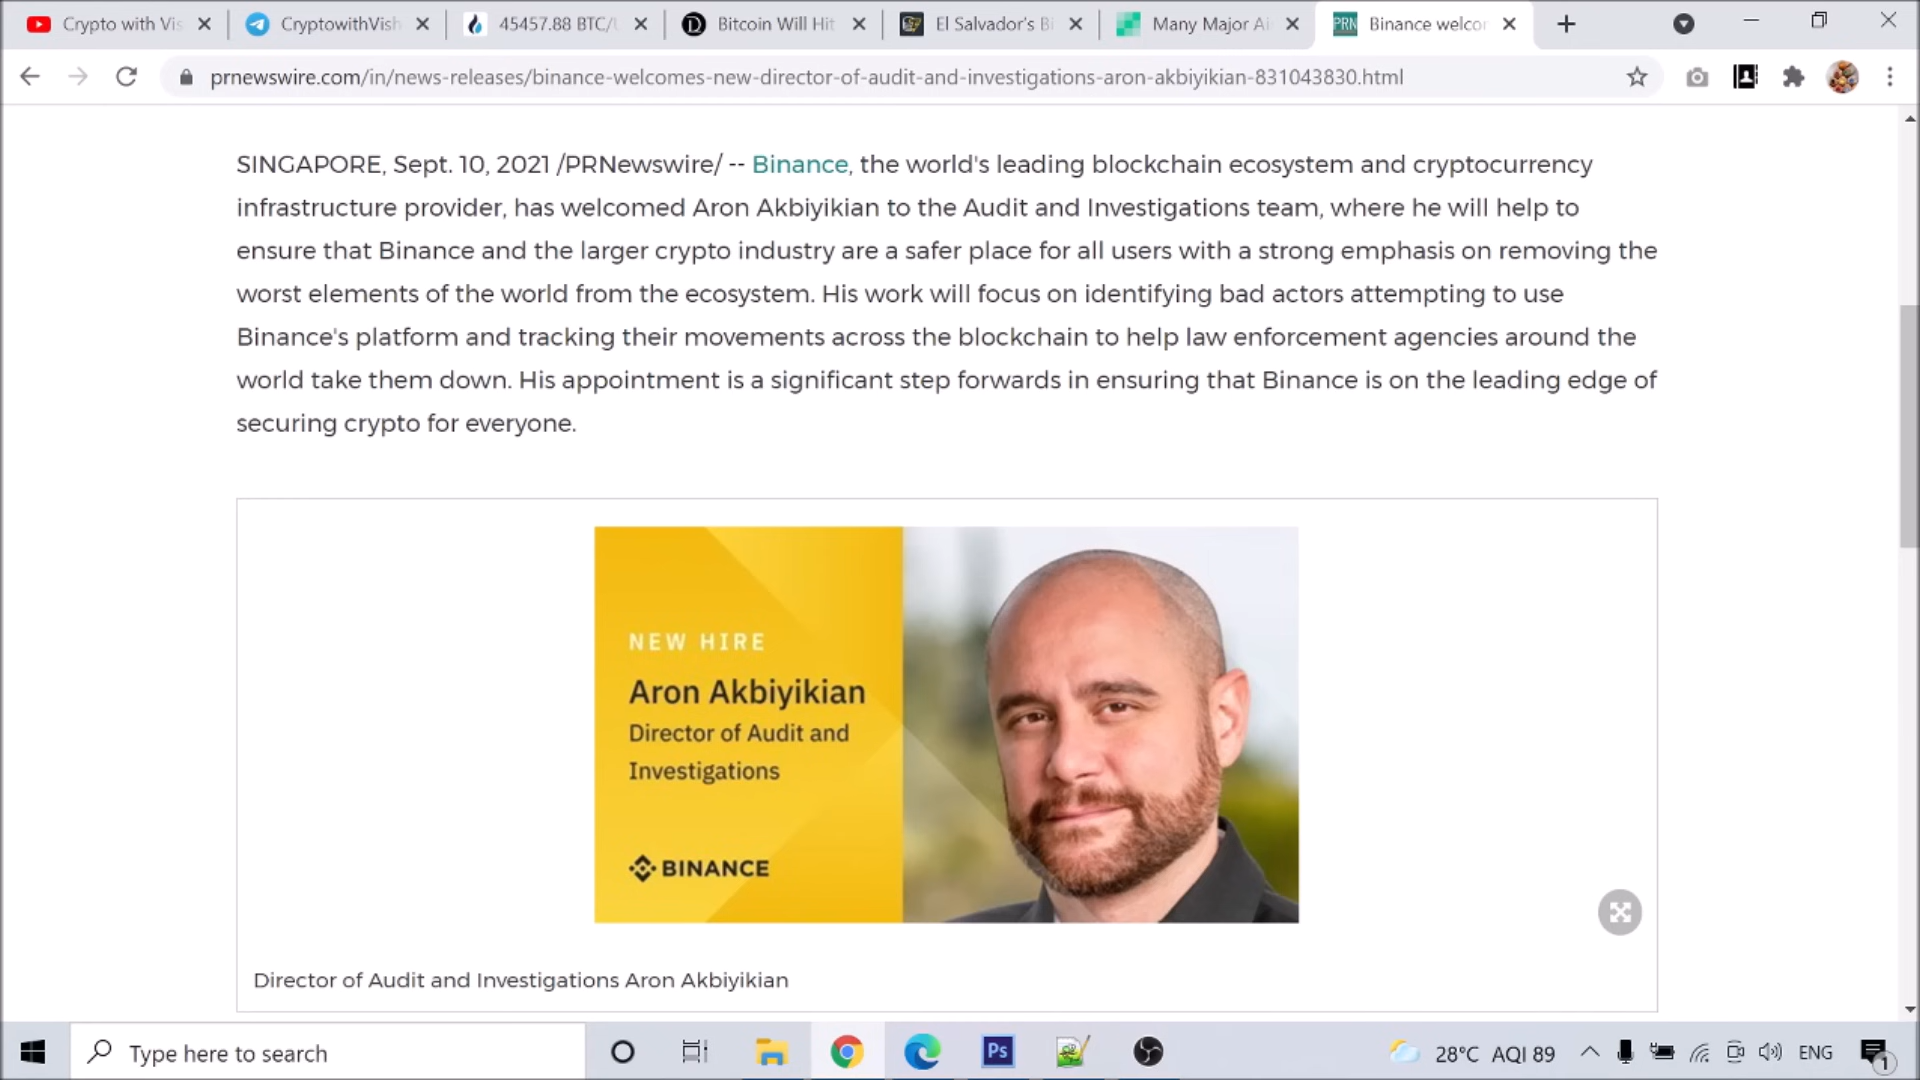 Crypto with Vis
CryptowithVish
45457.88 BTC/U
Bitcoin Will Hit
El Salvador's Bi
Many Major Ai
PRN
Binance welcor
prnewswire.com/in/news-releases/binance-welcomes-new-director-of-audit-and-investigations-aron-akbiyikian-831043830.html
SINGAPORE, Sept. 10, 2021 /PRNewswire/ -- Binance, the world's leading blockchain ecosystem and cryptocurrency
infrastructure provider, has welcomed Aron Akbiyikian to the Audit and Investigations team, where he will help to
ensure that Binance and the larger crypto industry are a safer place for all users with a strong emphasis on removing the
worst elements of the world from the ecosystem. His work will focus on identifying bad actors attempting to use
Binance's platform and tracking their movements across the blockchain to help law enforcement agencies around the
world take them down. His appointment is a significant step forwards in ensuring that Binance is on the leading edge of
securing crypto for everyone.
NEW HIRE
Aron Akbiyikian
Director of Audit and
Investigations
BINANCE
Director of Audit and Investigations Aron Akbiyikian
Type here to search
Ps
28°C AQI 89
ENG
1